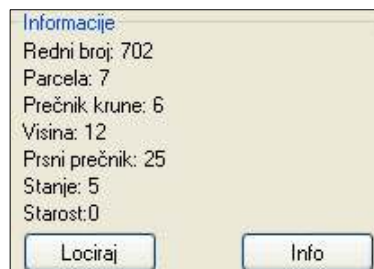 Informacije
Redni broj: 702
Parcela: 7
Prečnik krune: 6
Visina: 12
Prsni prečnik: 25
Stanje: 5
Starost:0
Lociraj Info